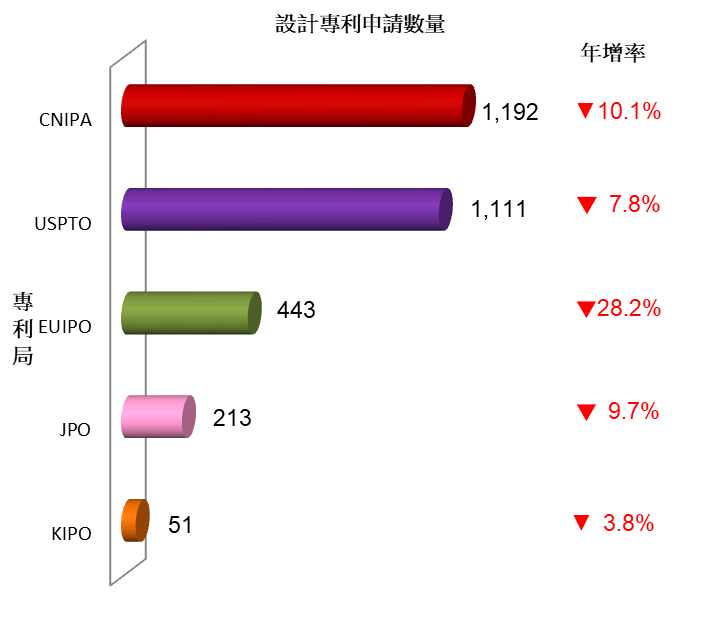 設計專利申請數量
年增率
CNIPA 1,192 ▼10.1%
USPTO 1,111 ▼ 7.8%
專利局
EUIPO 443 ▼28.2%
JPO 213 ▼ 9.7%
KIPO 51 ▼ 3.8%